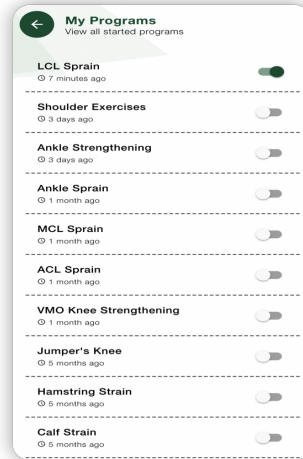 My Programs
View all started programs
LCL Sprain
7 minutes ago
Shoulder Exercises
3 days ago
Ankle Strengthening
3 days ago
Ankle Sprain
1 month ago
MCL Sprain
1 month ago
ACL Sprain
1 month ago
VMO Knee Strengthening
1 month ago
Jumper's Knee
5 months ago
Hamstring Strain
5 months ago
Calf Strain
5 months ago